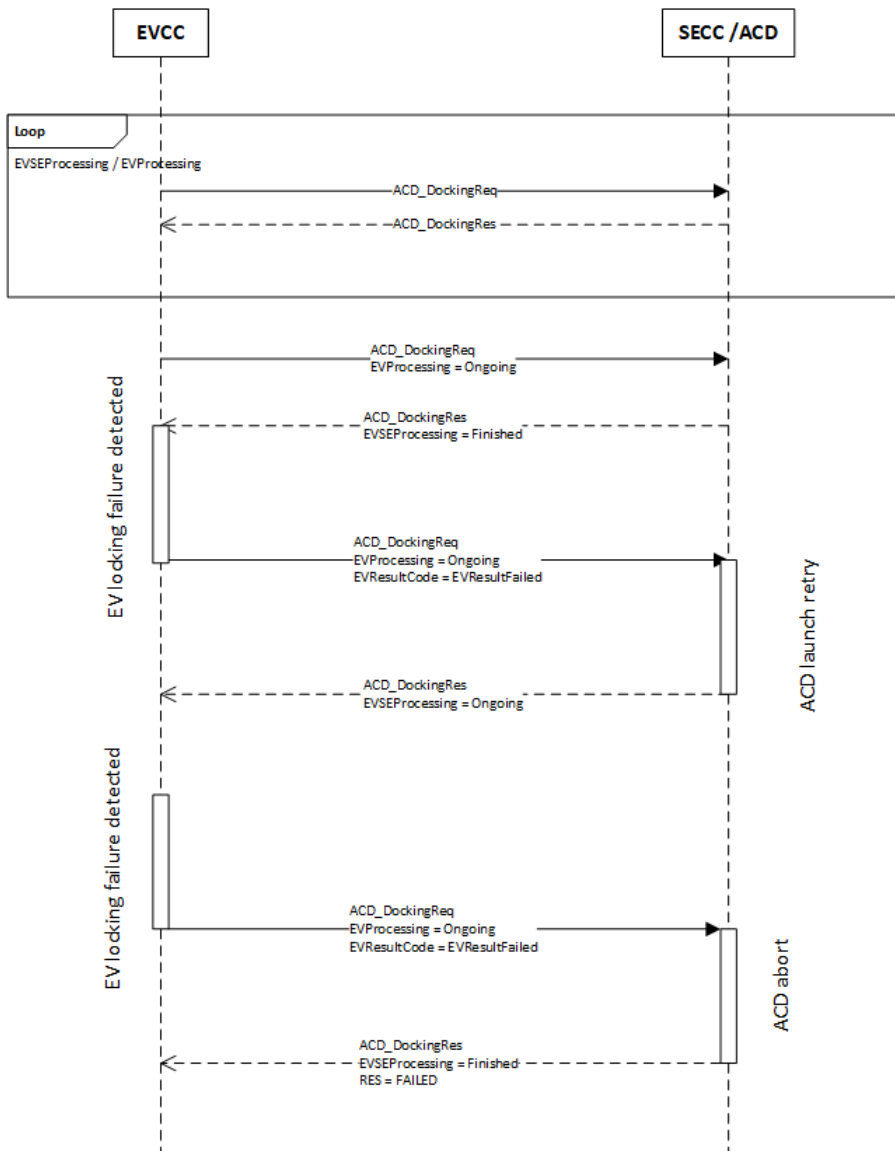 EVCC
SECC /ACD
Loop
EVSEProcessing / EVProcessing
ACD_DockingReq
ACD_DockingRes
ACD_DockingReq
EVProcessing = Ongoing
EV locking failure detected
ACD_DockingRes
EVSEProcessing = Finished
ACD_DockingReq
EVProcessing = Ongoing
EVResultCode = EVResultFailed
ACD launch retry
ACD_DockingRes
EVSEProcessing = Ongoing
EV locking failure detected
ACD_DockingReq
EVProcessing = Ongoing
EVResultCode = EVResultFailed
ACD abort
ACD_DockingRes
EVSEProcessing = Finished
RES = FAILED